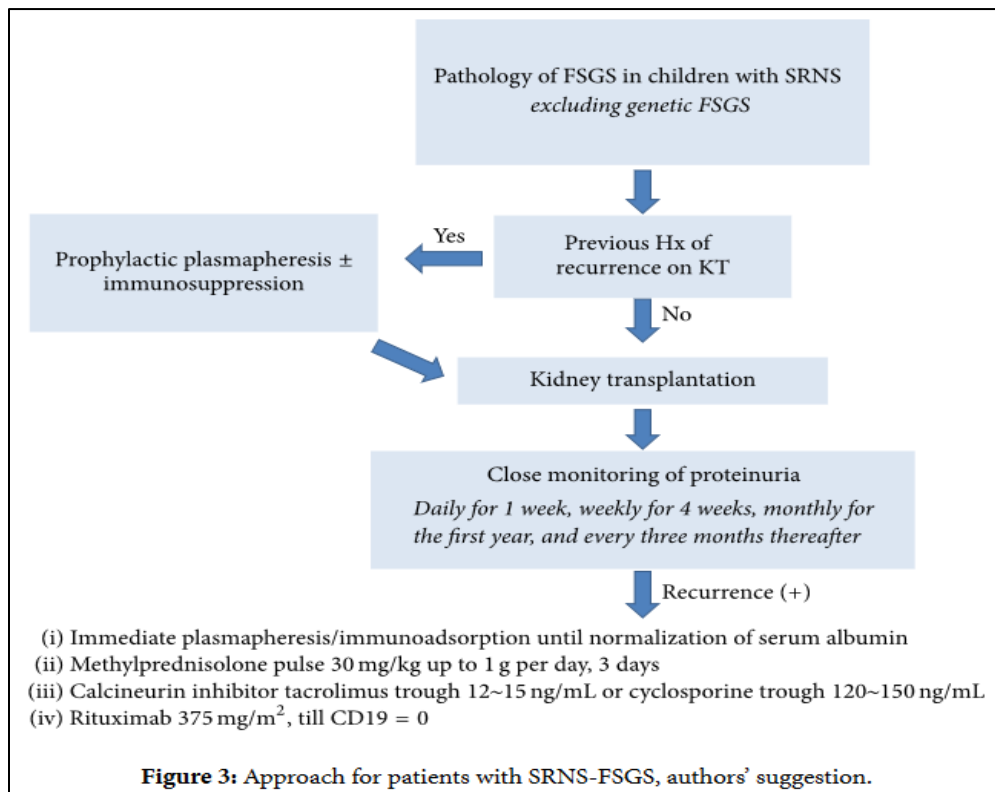 Pathology of FSGS in children with SRNS
excluding genetic FSGS
Previous Hx of
recurrence on KT
Yes
Prophylactic plasmapheresis ±
immunosuppression
No
Kidney transplantation
Close monitoring of proteinuria
Daily for 1 week, weekly for 4 weeks, monthly for
the first year, and every three months thereafter
Recurrence (+)
(i) Immediate plasmapheresis/immunoadsorption until normalization of serum albumin
(ii) Methylprednisolone pulse 30 mg/kg up to 1 g per day, 3 days
(iii) Calcineurin inhibitor tacrolimus trough 12~15 ng/mL or cyclosporine trough 120~150 ng/mL
(iv) Rituximab 375 mg/m², till CD19 = 0
Figure 3: Approach for patients with SRNS-FSGS, authors' suggestion.